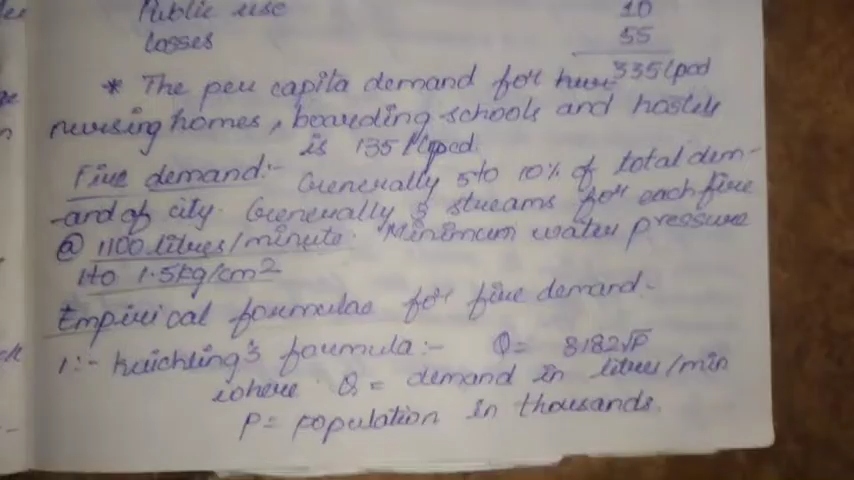 Public use 10
losses 55
335 lpcd
* The per capita demand for
nursing homes, boarding schools and hostels
is 135 lpcd.
Fire demand:- Generally 5 to 10% of total dem-
-and of city. Generally 3 streams for each fire
@ 1100 litres/minute. Minimum water pressure
1 to 1.5kg/cm2
Empirical formulas for fire demand.
1:- Kuichling's formula:- Q = 3182√P
where Q = demand in litres/min
P = population in thousands.